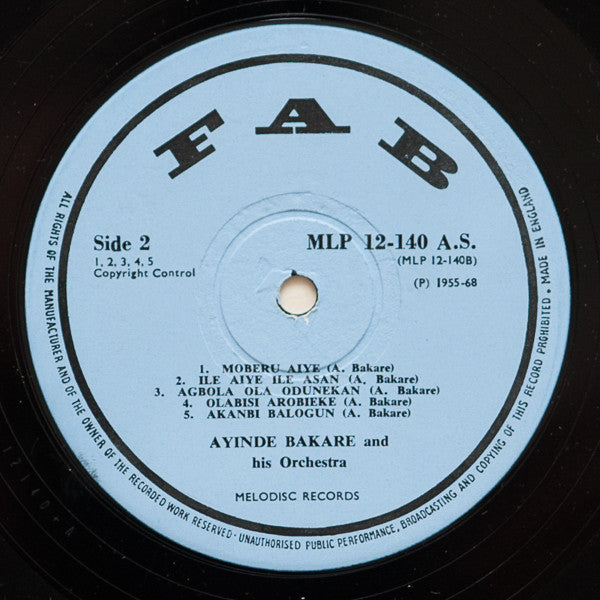 FAB
Side 2
1, 2, 3, 4, 5
Copyright Control
MLP 12-140 A.S.
(MLP 12-140B)
(P) 1955-68
1. MOBERU AIYE (A. Bakare)
2. ILE AIYE ILE ASAN (A. Bakare)
3. AGBOLA OLA ODUNEKAN (A. Bakare)
4. OLABISI AROBIEKE (A. Bakare)
5. AKANBI BALOGUN (A. Bakare)
AYINDE BAKARE and
his Orchestra
MELODISC RECORDS
ALL RIGHTS OF THE MANUFACTURER AND OF THE OWNER OF THE RECORDED WORK RESERVED · UNAUTHORISED PUBLIC PERFORMANCE, BROADCASTING AND COPYING OF THIS RECORD PROHIBITED · MADE IN ENGLAND